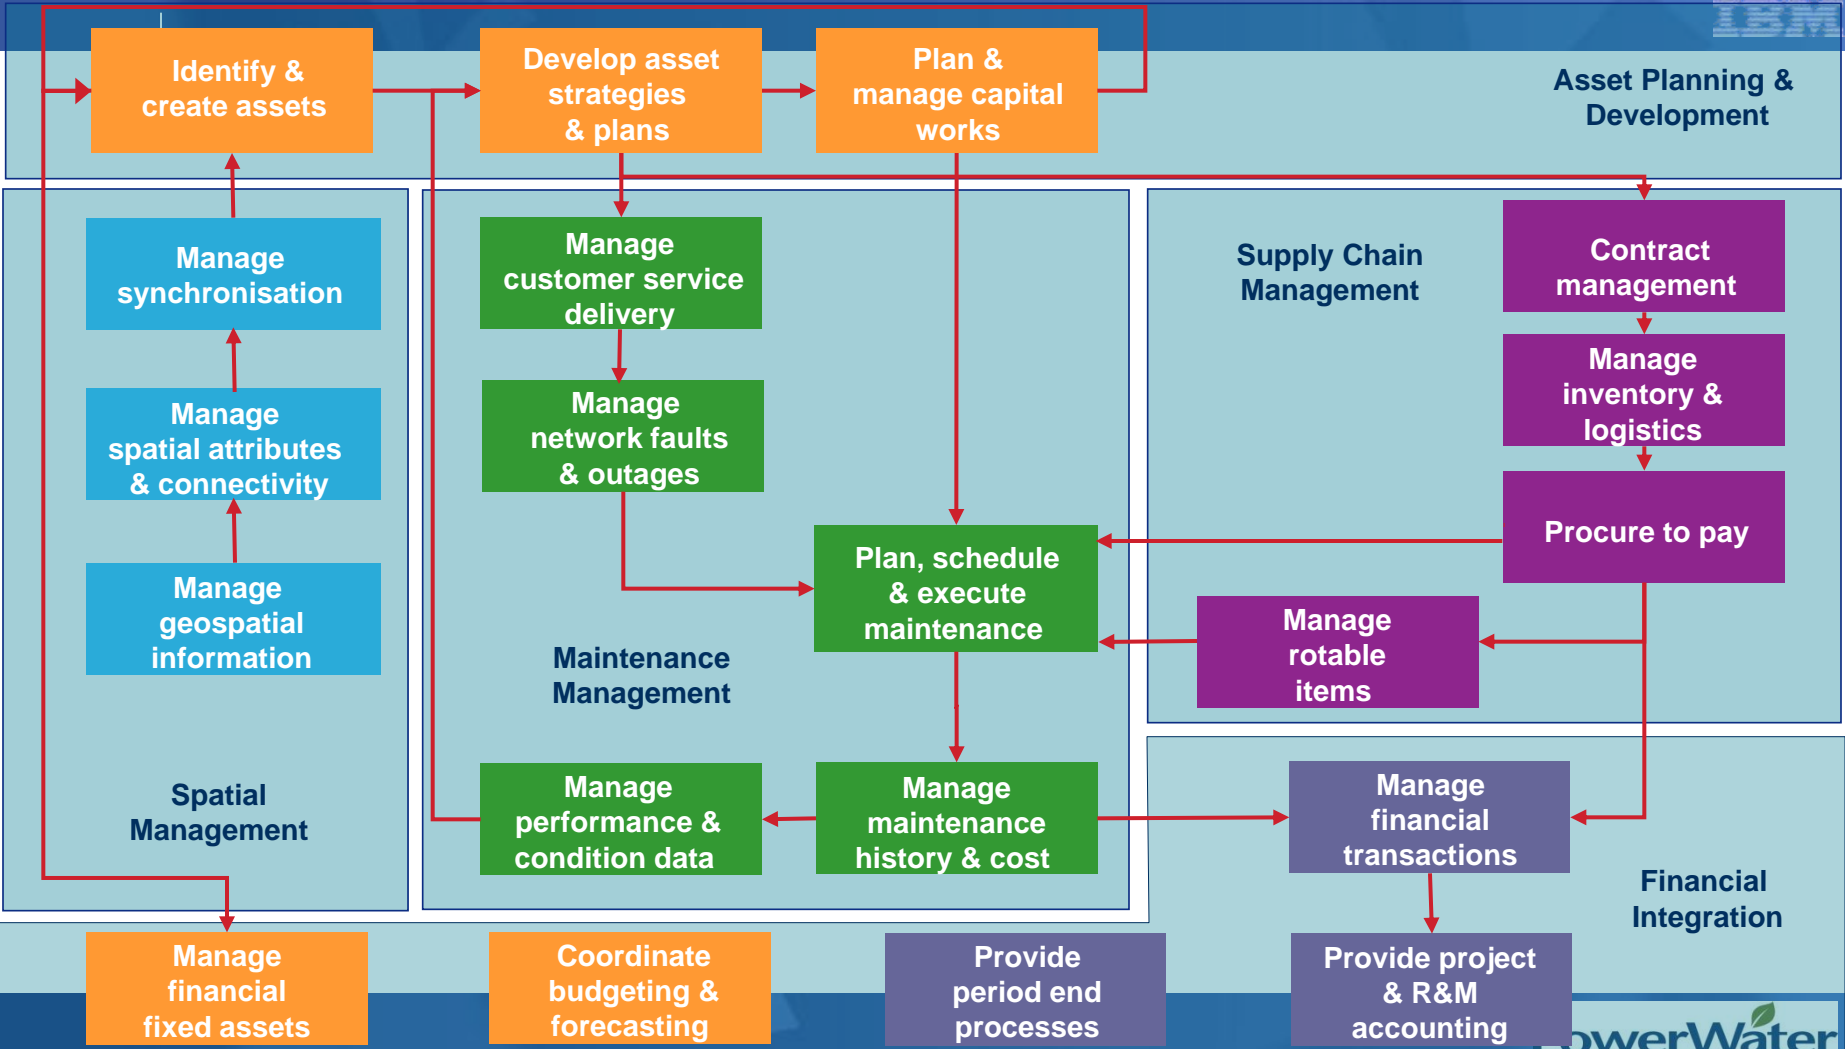 IBM
Identify &
create assets
Develop asset
strategies
& plans
Plan &
manage capital
works
Asset Planning &
Development
Manage
synchronisation
Manage
customer service
delivery
Supply Chain
Management
Contract
management
Manage
spatial attributes
& connectivity
Manage
network faults
& outages
Manage
inventory &
logistics
Manage
geospatial
information
Plan, schedule
& execute
maintenance
Procure to pay
Maintenance
Management
Manage
rotable
items
Spatial
Management
Manage
performance &
condition data
Manage
maintenance
history & cost
Manage
financial
transactions
Financial
Integration
Manage
financial
fixed assets
Coordinate
budgeting &
forecasting
Provide
period end
processes
Provide project
& R&M
accounting
PowerWater